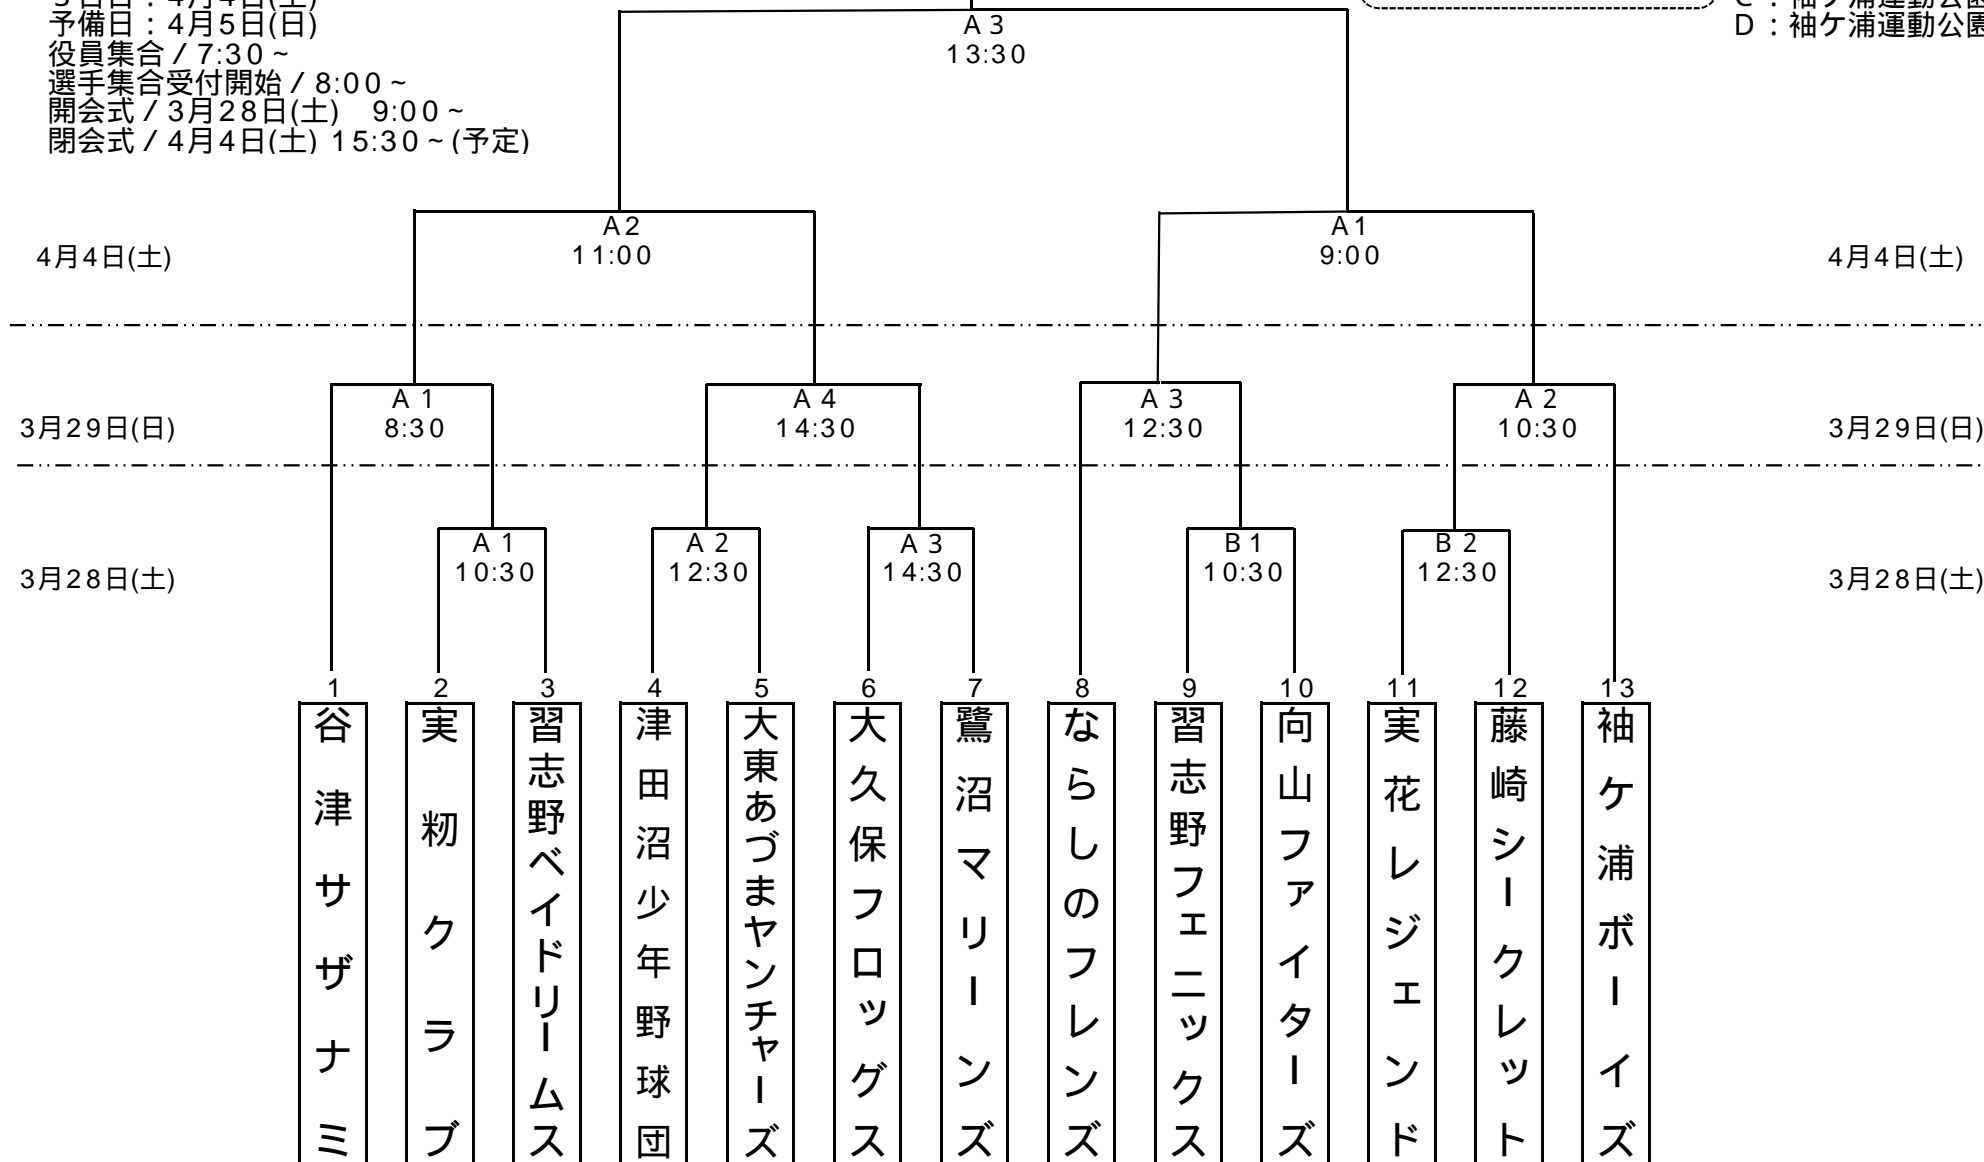 予備日：4月5日(日)
役員集合 / 7:30 ~
選手集合受付開始 / 8:00 ~
開会式 / 3月28日(土)　9:00 ~
閉会式 / 4月4日(土) 15:30 ~ (予定)
D：袖ケ浦運動公園
A 3
13:30
A2
11:00
A1
9:00
4月4日(土)
4月4日(土)
A 1
8:30
A 4
14:30
A 3
12:30
A 2
10:30
3月29日(日)
3月29日(日)
A 1
10:30
A 2
12:30
A 3
14:30
B 1
10:30
B 2
12:30
3月28日(土)
3月28日(土)
1
谷津サザナミ
2
実籾クラブ
3
習志野ベイドリームス
4
津田沼少年野球団
5
大東あづまヤンチャーズ
6
大久保フロッグス
7
鷺沼マリーンズ
8
ならしのフレンズ
9
習志野フェニックス
10
向山ファイターズ
11
実花レジェンド
12
藤崎シークレット
13
袖ケ浦ボーイズ